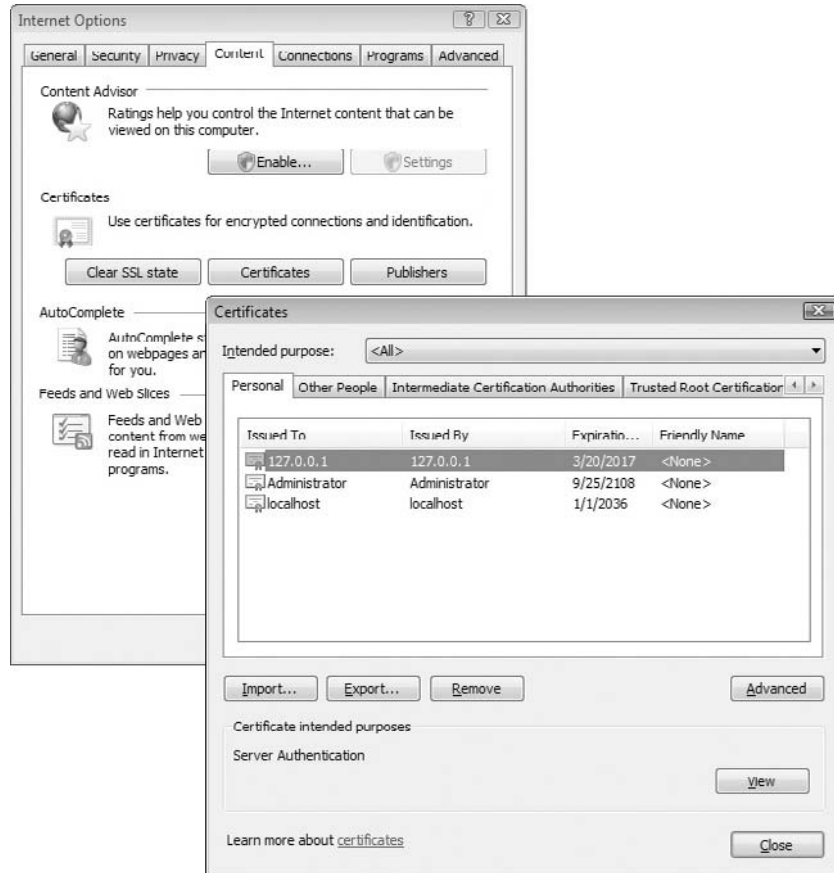 Internet Options
General Security Privacy Content Connections Programs Advanced
Content Advisor
Ratings help you control the Internet content that can be
viewed on this computer.
Enable... Settings
Certificates
Use certificates for encrypted connections and identification.
Clear SSL state Certificates Publishers
AutoComplete
AutoComplete s
on webpages ar
for you.
Feeds and Web Slices
Feeds and Web
content from we
read in Internet
programs.
Certificates
Intended purpose: <All>
Personal Other People Intermediate Certification Authorities Trusted Root Certification
Issued To Issued By Expiratio... Friendly Name
127.0.0.1 127.0.0.1 3/20/2017 <None>
Administrator Administrator 9/25/2108 <None>
localhost localhost 1/1/2036 <None>
Import... Export... Remove Advanced
Certificate intended purposes
Server Authentication
View
Learn more about certificates
Close